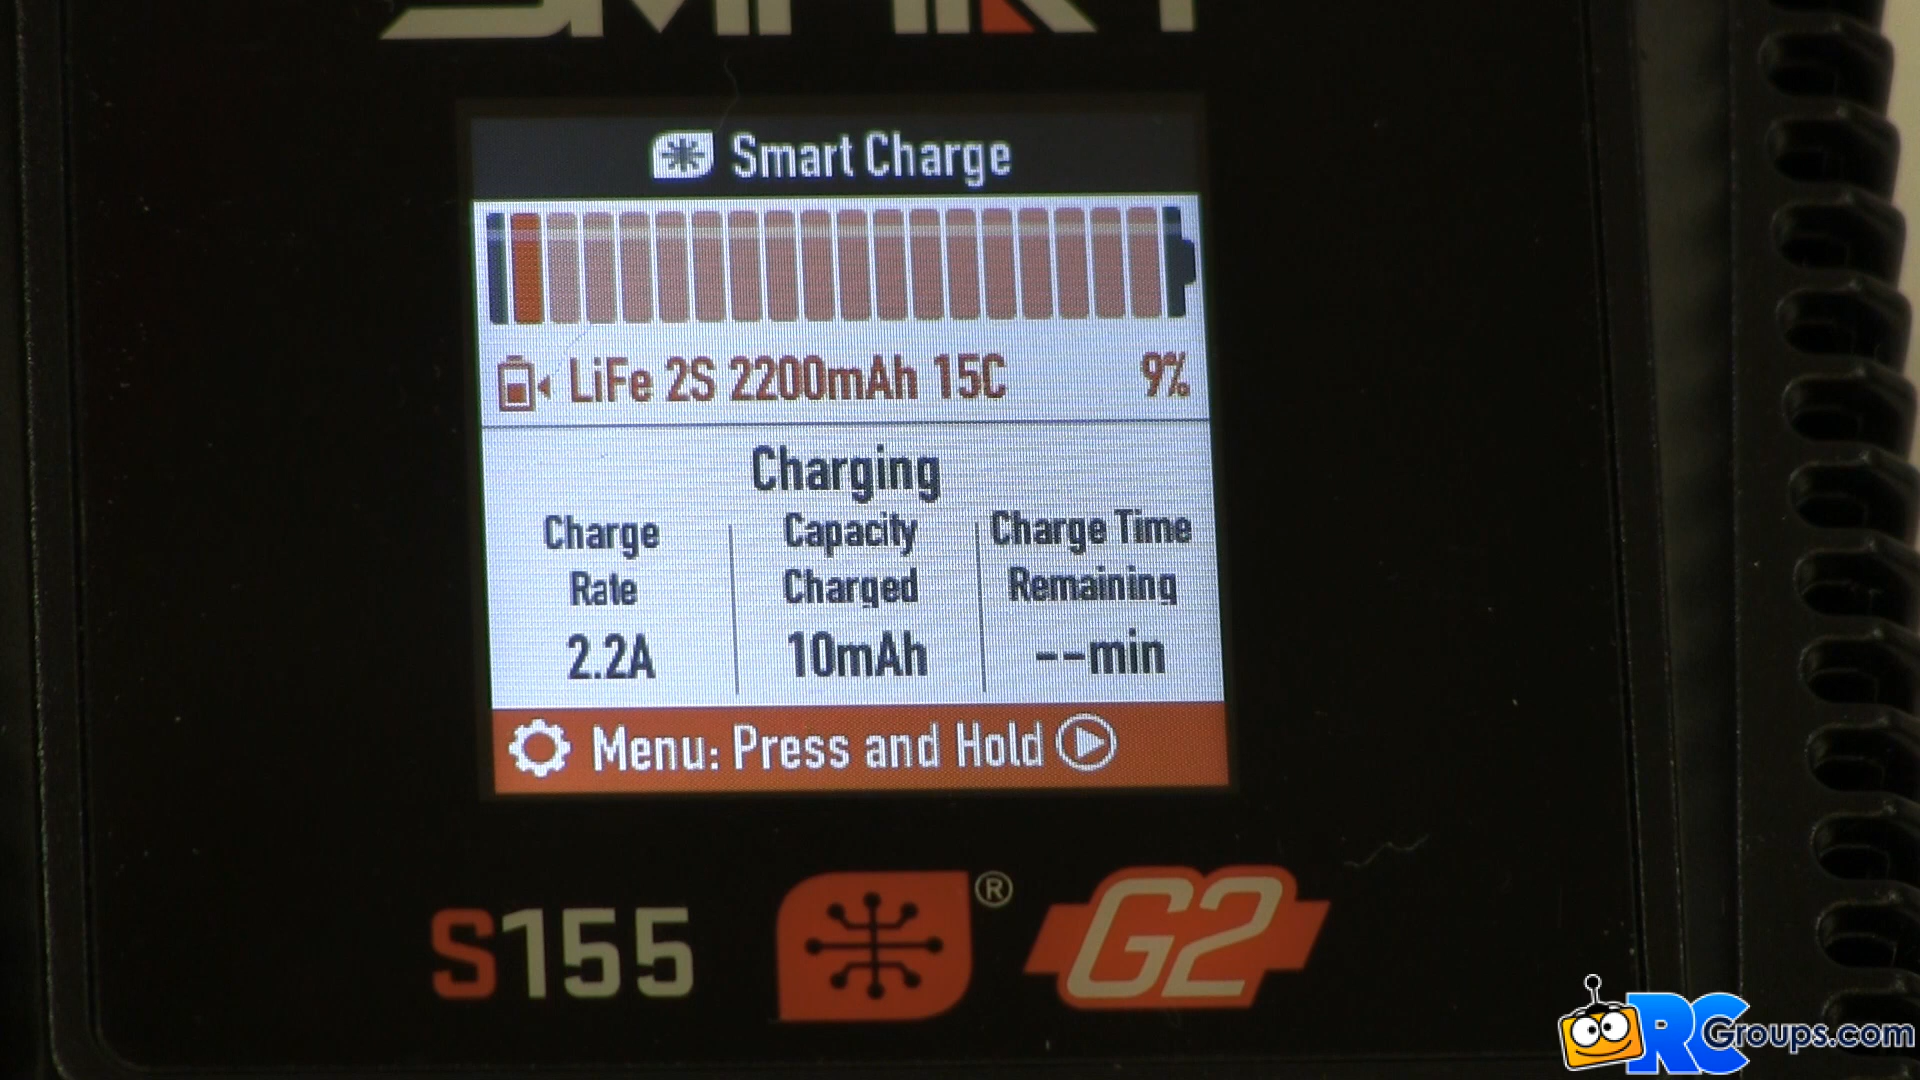 SMART
Smart Charge
LiFe 2S 2200mAh 15C 9%
Charging
Charge Rate
Capacity Charged
Charge Time Remaining
2.2A 10mAh --min
Menu: Press and Hold
S155 ® G2
RCGroups.com